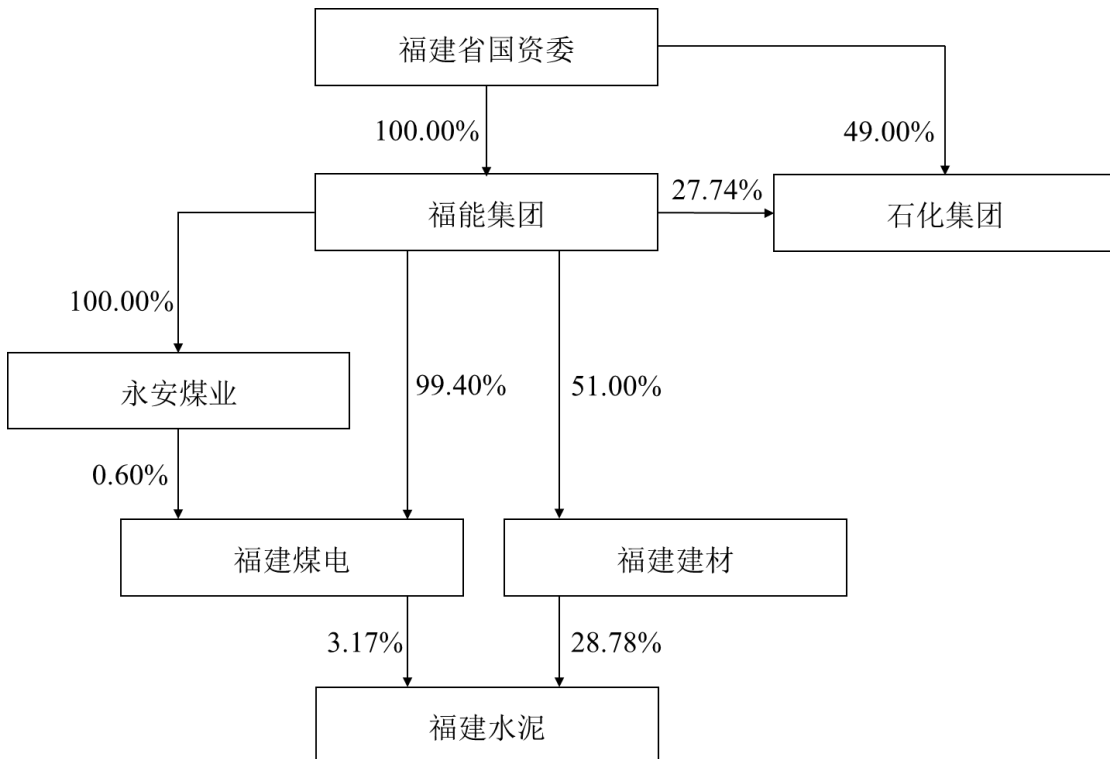 福建省国资委
100.00%
49.00%
福能集团
27.74%
石化集团
100.00%
永安煤业
99.40%
51.00%
0.60%
福建煤电
福建建材
3.17%
28.78%
福建水泥